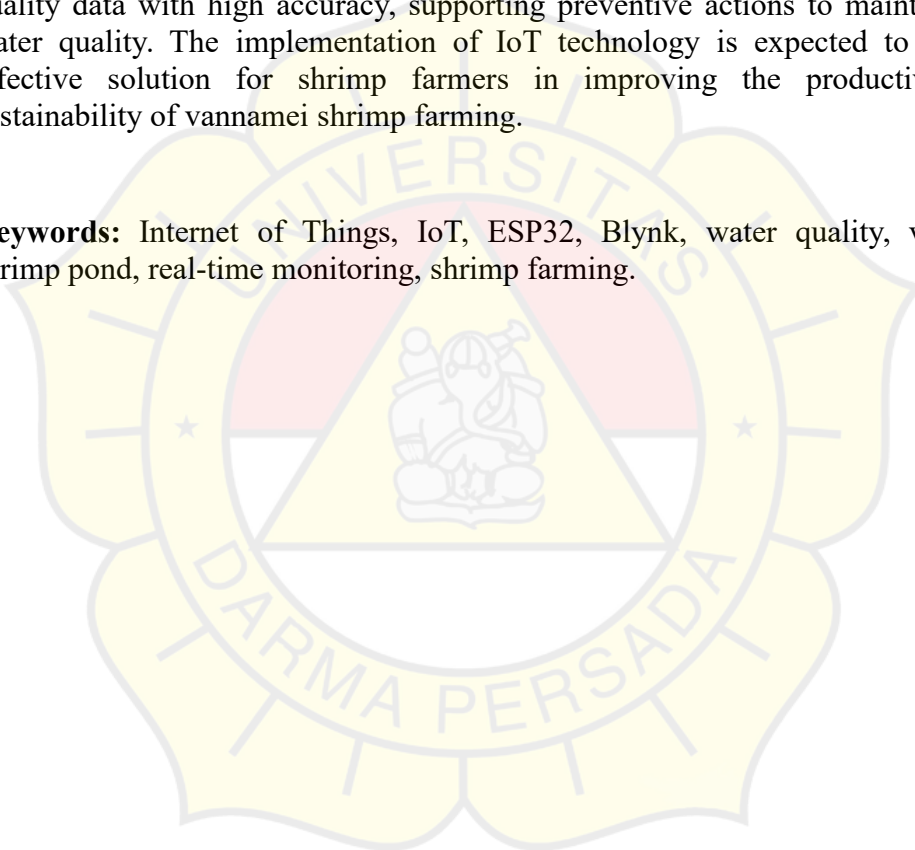 uality data with high accuracy, supporting preventive actions to maint
ater quality. The implementation of IoT technology is expected to
fective solution for shrimp farmers in improving the productiv
stainability of vannamei shrimp farming.
eywords: Internet of Things, IoT, ESP32, Blynk, water quality, v
rimp pond, real-time monitoring, shrimp farming.
UNIVERSITAS
DARMA PERSADA